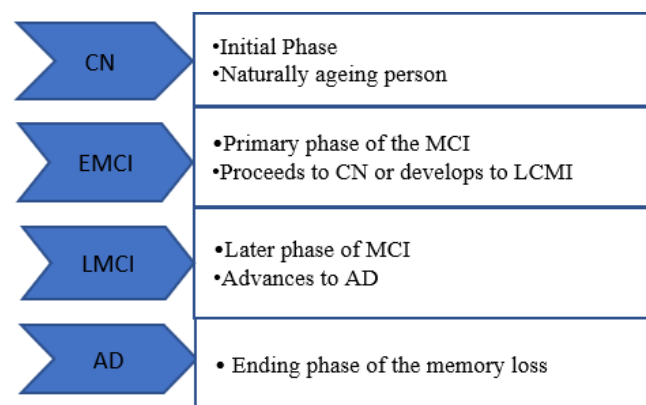 CN
•Initial Phase
•Naturally ageing person
EMCI
•Primary phase of the MCI
•Proceeds to CN or develops to LCMI
LMCI
•Later phase of MCI
•Advances to AD
AD
• Ending phase of the memory loss